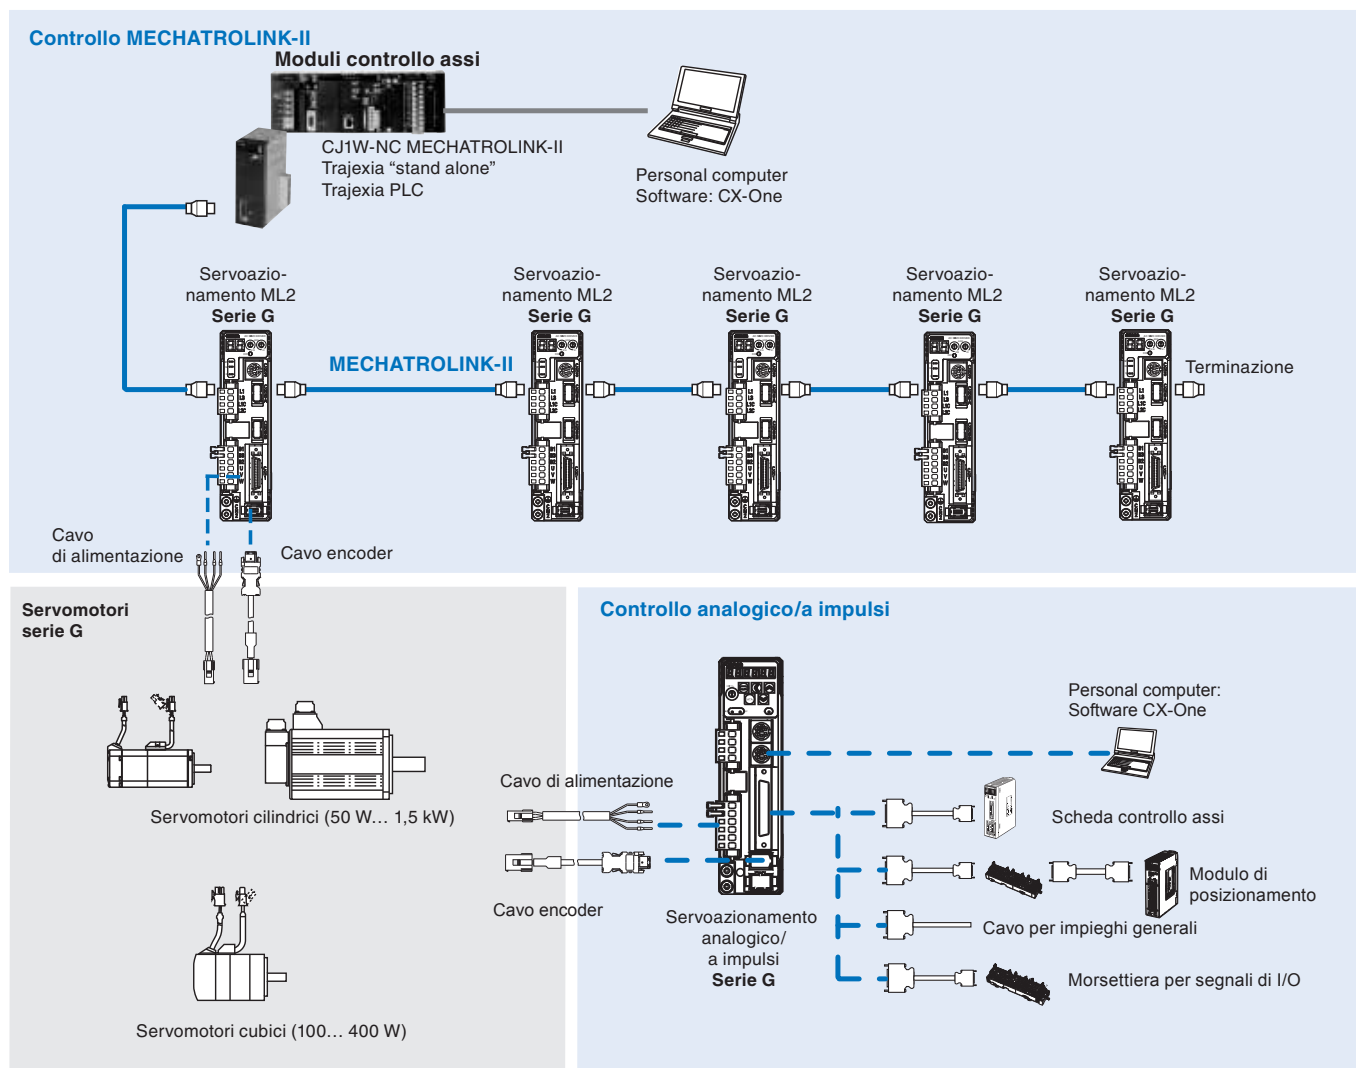 Controllo MECHATROLINK-II
Moduli controllo assi
CJ1W-NC MECHATROLINK-II
Trajexia “stand alone”
Trajexia PLC
Personal computer
Software: CX-One
Servoazio-
namento ML2
Serie G
Servoazio-
namento ML2
Serie G
Servoazio-
namento ML2
Serie G
Servoazio-
namento ML2
Serie G
Servoazio-
namento ML2
Serie G
MECHATROLINK-II
Terminazione
Cavo
di alimentazione
Cavo encoder
Servomotori
serie G
Servomotori cilindrici (50 W… 1,5 kW)
Servomotori cubici (100… 400 W)
Controllo analogico/a impulsi
Personal computer:
Software CX-One
Cavo di alimentazione
Cavo encoder
Servoazionamento
analogico/
a impulsi
Serie G
Scheda controllo assi
Modulo di
posizionamento
Cavo per impieghi generali
Morsettiera per segnali di I/O